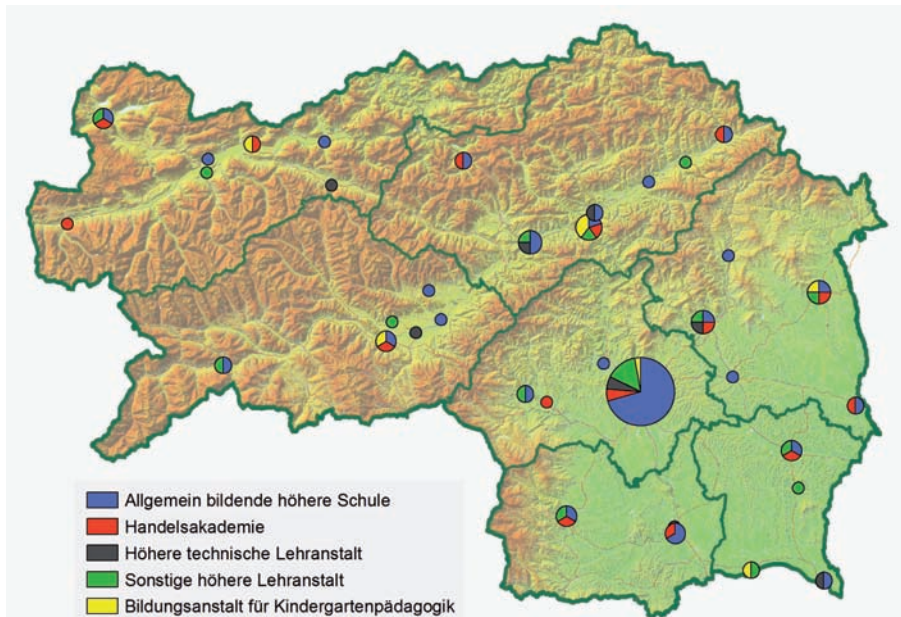 Allgemein bildende höhere Schule
Handelsakademie
Höhere technische Lehranstalt
Sonstige höhere Lehranstalt
Bildungsanstalt für Kindergartenpädagogik